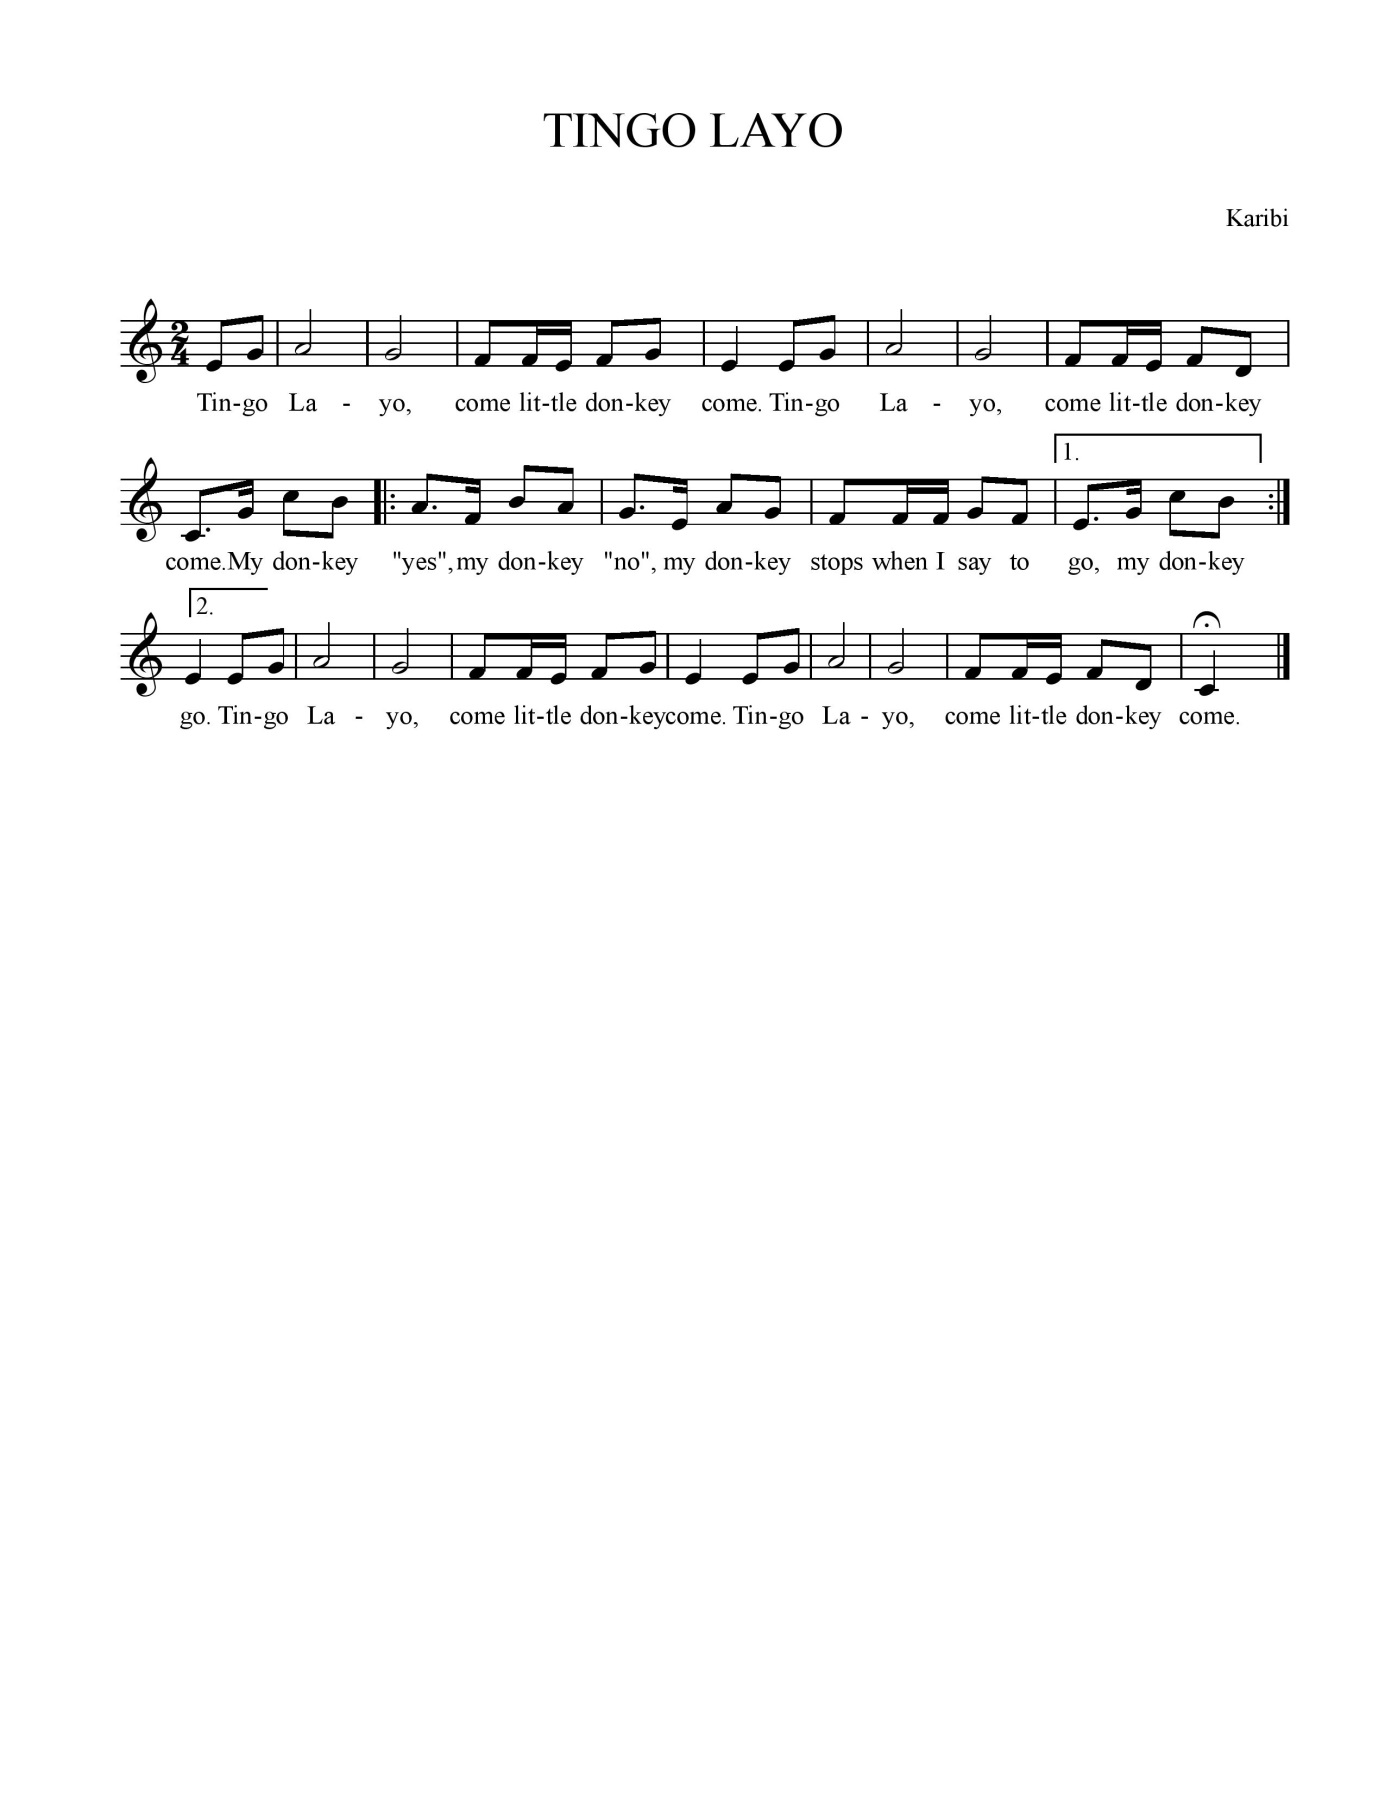 TINGO LAYO
Karibi
2
4
Tin-go La - yo, come lit-tle don-key come. Tin-go La - yo, come lit-tle don-key
1.
come.My don-key "yes", my don-key "no", my don-key stops when I say to go, my don-key
2.
go. Tin-go La - yo, come lit-tle don-keycome. Tin-go La - yo, come lit-tle don-key come.